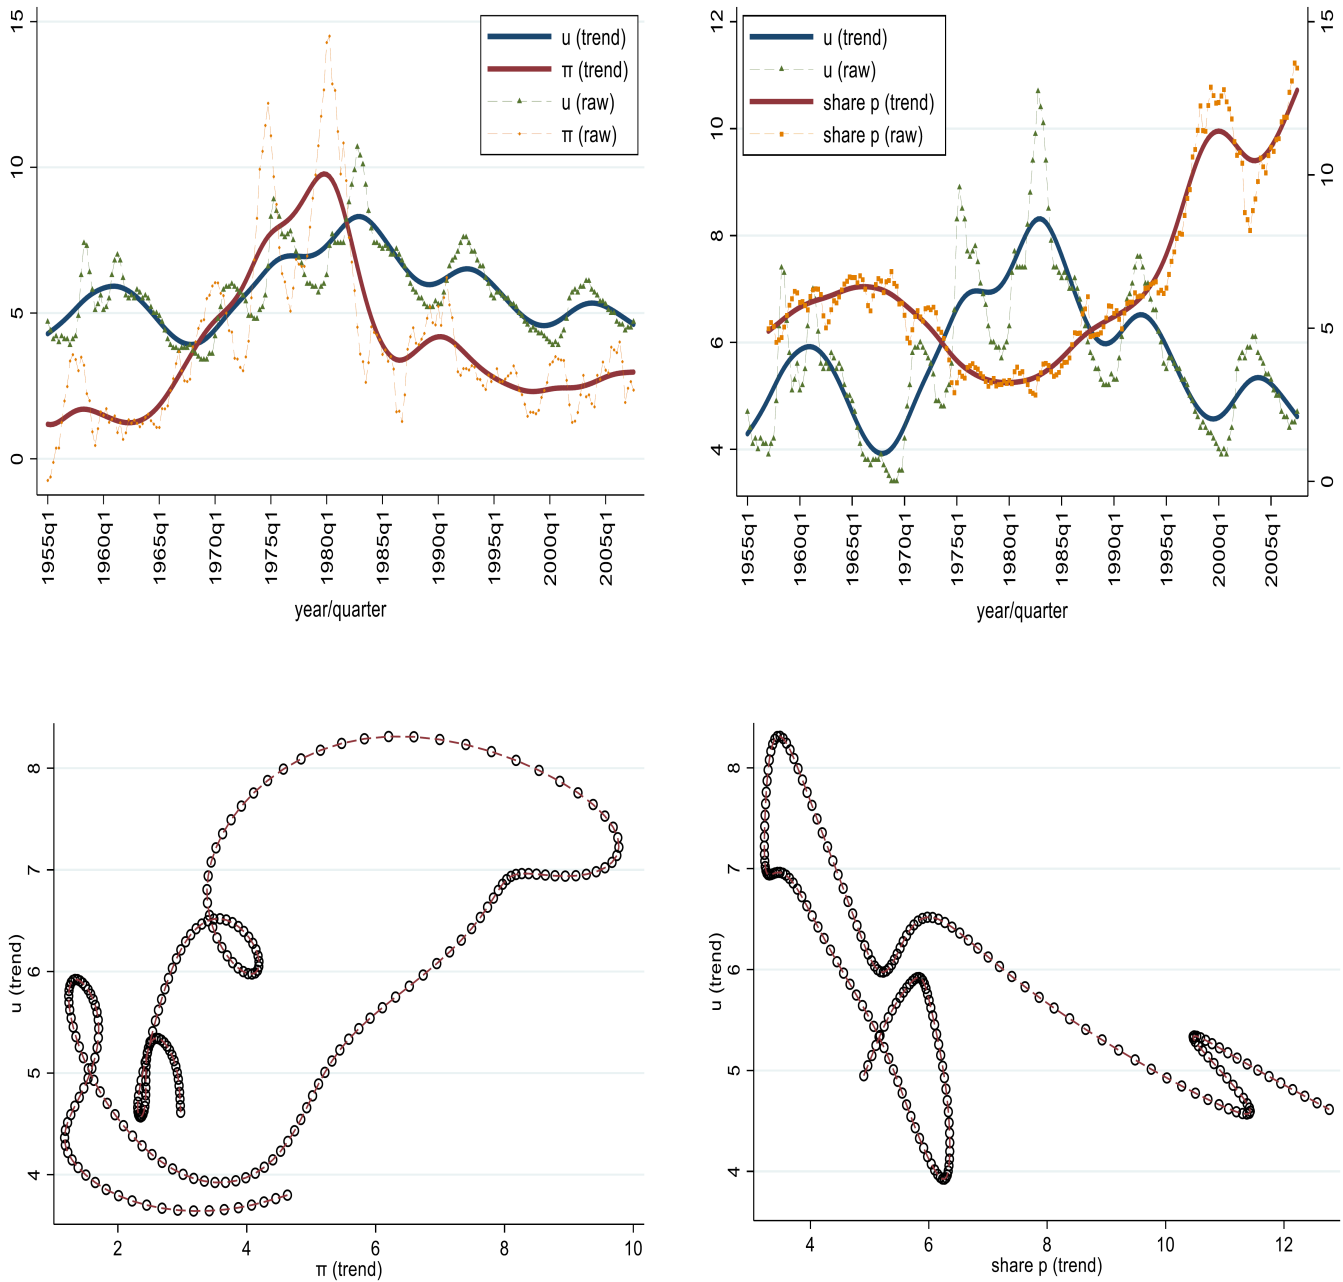 15
10
5
0
u (trend)
π (trend)
u (raw)
π (raw)
1955q1
1960q1
1965q1
1970q1
1975q1
1980q1
1985q1
1990q1
1995q1
2000q1
2005q1
year/quarter
12
10
8
6
4
15
10
5
0
u (trend)
u (raw)
share p (trend)
share p (raw)
1955q1
1960q1
1965q1
1970q1
1975q1
1980q1
1985q1
1990q1
1995q1
2000q1
2005q1
year/quarter
u (trend)
8
7
6
5
4
2
4
6
8
10
π (trend)
u (trend)
8
7
6
5
4
4
6
8
10
12
share p (trend)